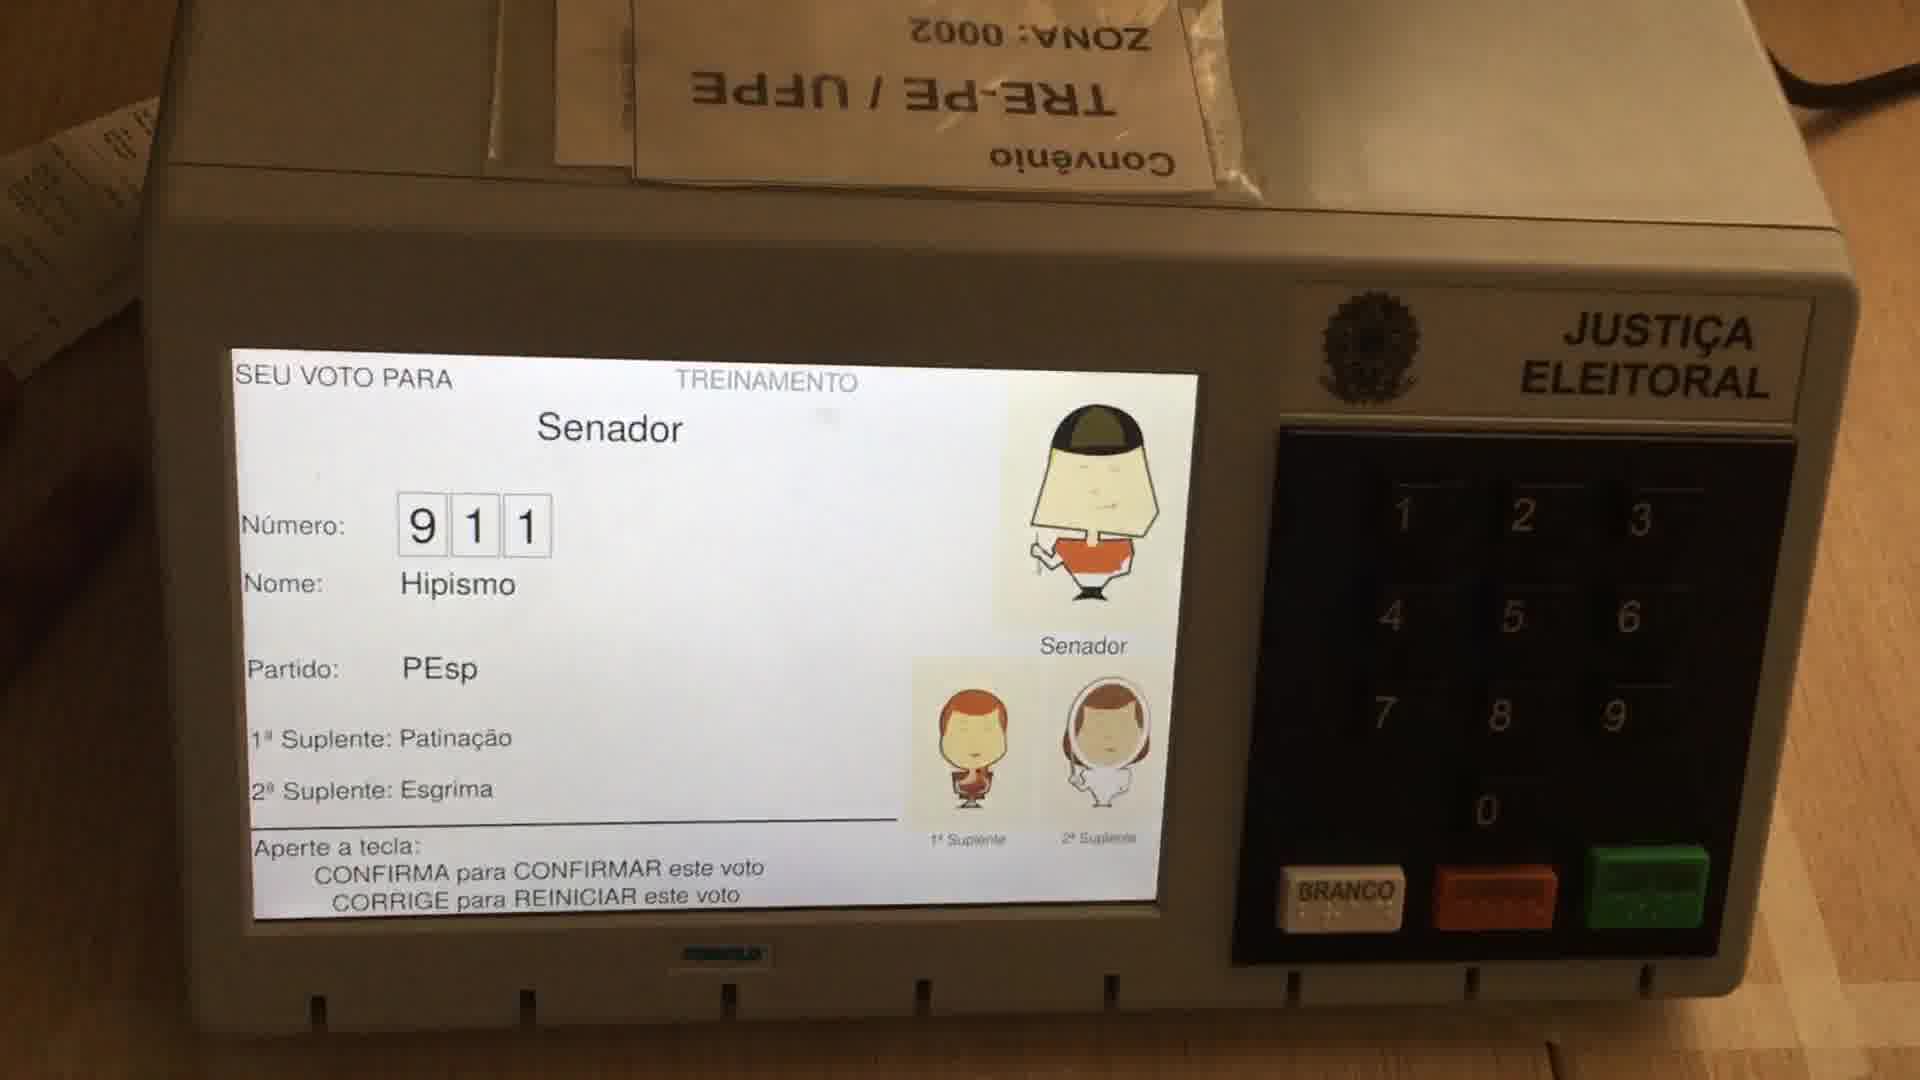 ZONA: 0002
TRE-PE / UFPE
Convênio
JUSTIÇA
ELEITORAL
SEU VOTO PARA
TREINAMENTO
Senador
Número: 9 1 1
Nome: Hipismo
Partido: PEsp
1º Suplente: Patinação
2º Suplente: Esgrima
Senador
1º Suplente
2º Suplente
Aperte a tecla:
CONFIRMA para CONFIRMAR este voto
CORRIGE para REINICIAR este voto
1 2 3
4 5 6
7 8 9
0
BRANCO